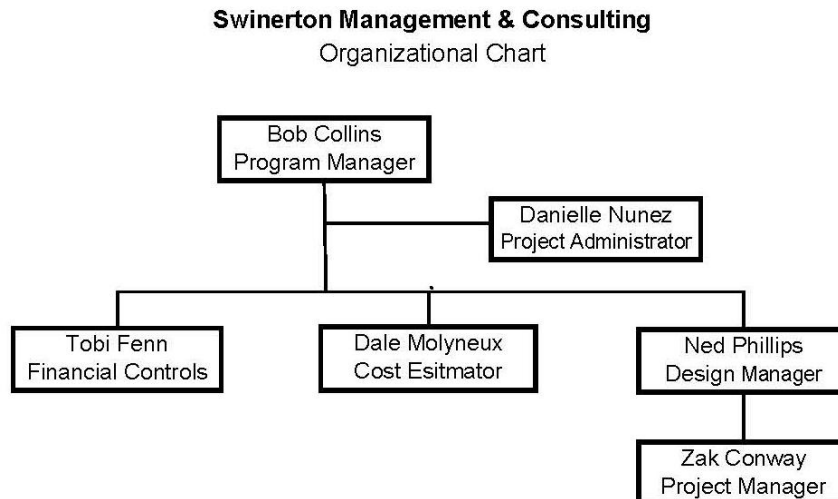 Swinerton Management & Consulting
Organizational Chart
Bob Collins
Program Manager
Danielle Nunez
Project Administrator
Tobi Fenn
Financial Controls
Dale Molyneux
Cost Esitmator
Ned Phillips
Design Manager
Zak Conway
Project Manager